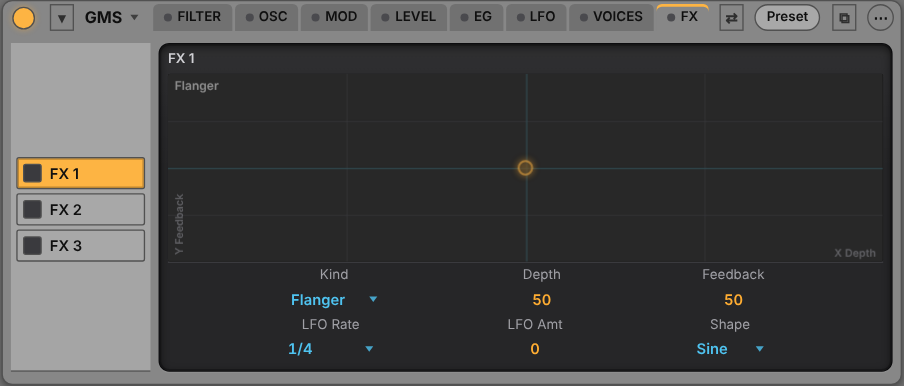 GMS FILTER OSC MOD LEVEL EG LFO VOICES FX Preset
FX 1
Flanger
FX 1
FX 2
FX 3
Y Feedback
X Depth
Kind Depth Feedback
Flanger 50 50
LFO Rate LFO Amt Shape
1/4 0 Sine